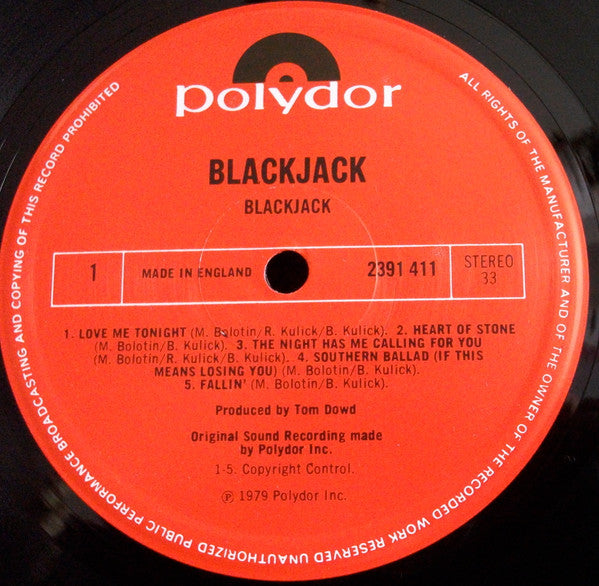 polydor
BLACKJACK
BLACKJACK
1 MADE IN ENGLAND 2391 411 STEREO
33
1. LOVE ME TONIGHT (M. Bolotin/R. Kulick/B. Kulick). 2. HEART OF STONE
(M. Bolotin/B. Kulick). 3. THE NIGHT HAS ME CALLING FOR YOU
(M. Bolotin/R. Kulick/B. Kulick). 4. SOUTHERN BALLAD (IF THIS
MEANS LOSING YOU) (M. Bolotin/B. Kulick).
5. FALLIN' (M. Bolotin/B. Kulick).
Produced by Tom Dowd
Original Sound Recording made
by Polydor Inc.
1-5: Copyright Control.
℗ 1979 Polydor Inc.
ALL RIGHTS OF THE MANUFACTURER AND OF THE OWNER OF THE RECORDED WORK RESERVED UNAUTHORIZED PUBLIC PERFORMANCE BROADCASTING AND COPYING OF THIS RECORD PROHIBITED